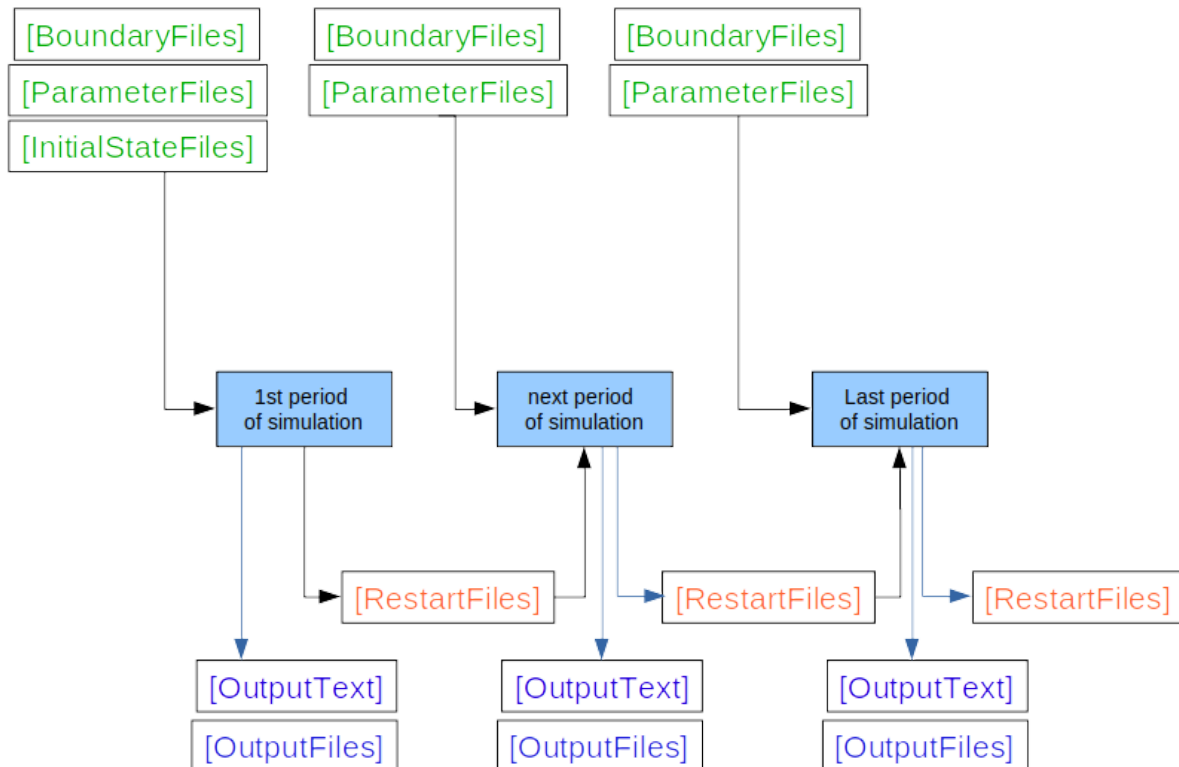 [BoundaryFiles]
[BoundaryFiles]
[BoundaryFiles]
[ParameterFiles]
[ParameterFiles]
[ParameterFiles]
[InitialStateFiles]
1st period
of simulation
next period
of simulation
Last period
of simulation
[RestartFiles]
[RestartFiles]
[RestartFiles]
[OutputText]
[OutputText]
[OutputText]
[OutputFiles]
[OutputFiles]
[OutputFiles]